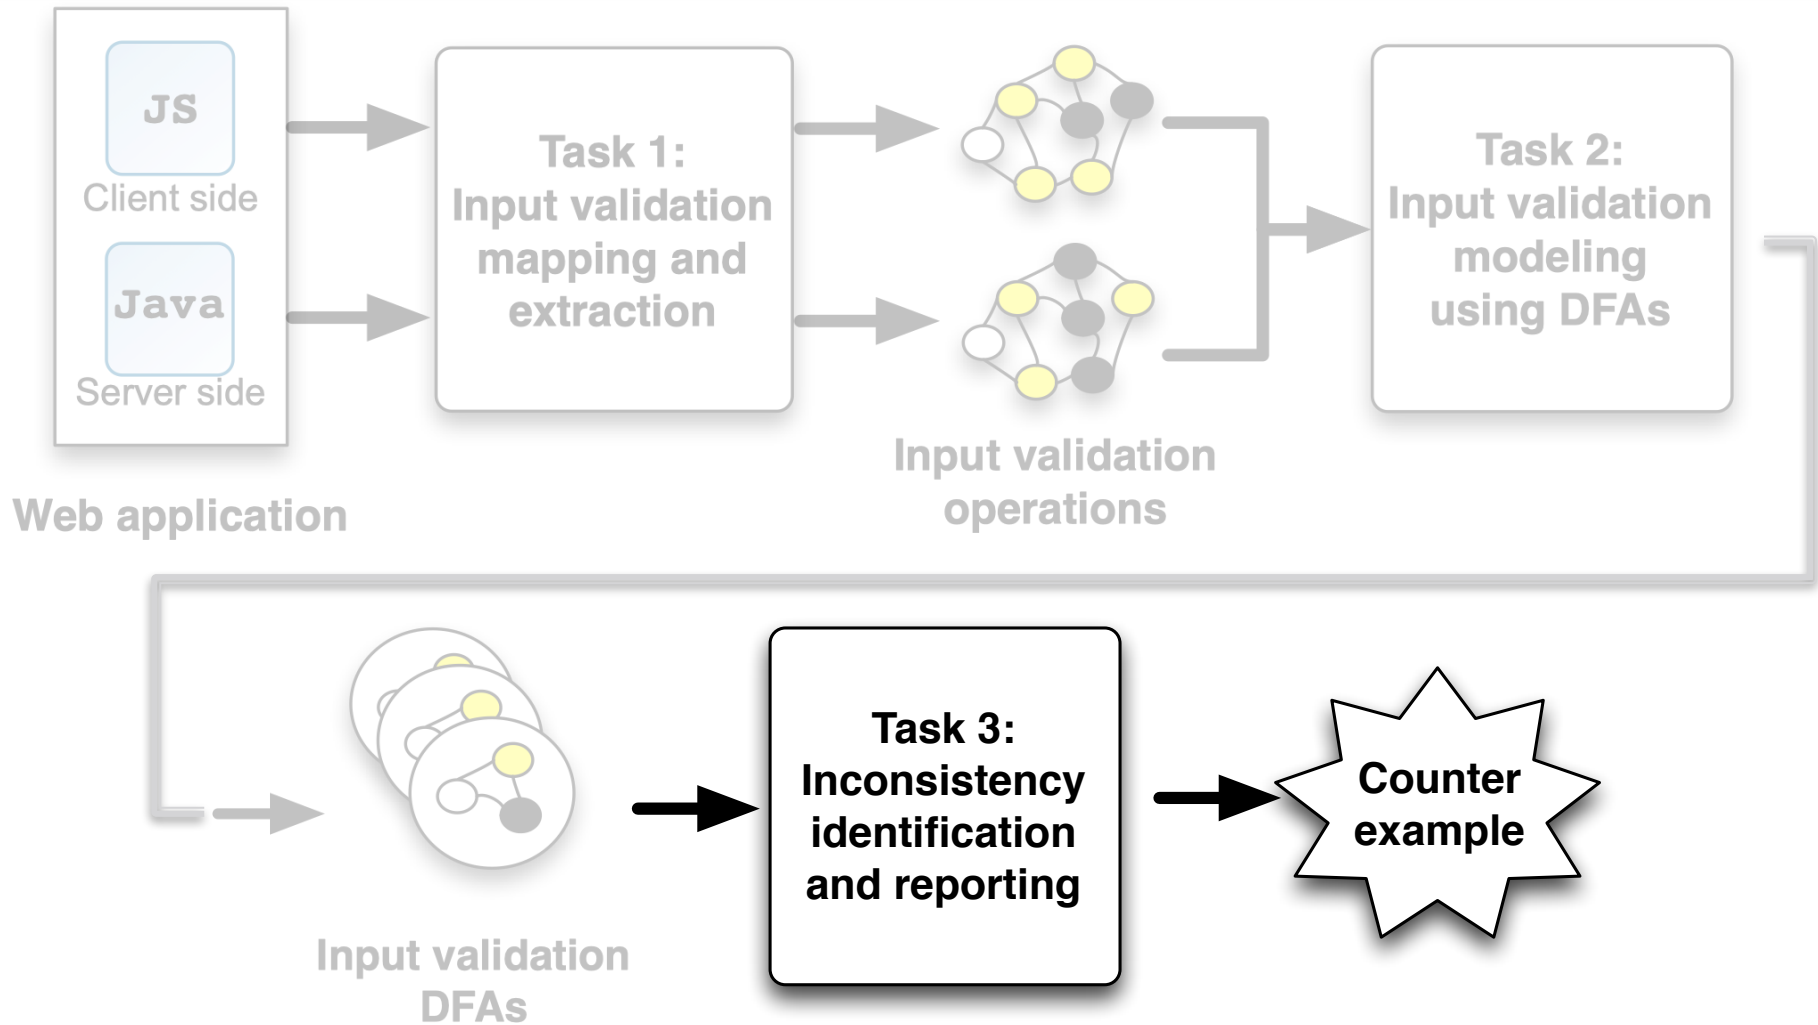 JS
Client side
Java
Server side
Web application
Task 1:
Input validation
mapping and
extraction
Input validation
operations
Task 2:
Input validation
modeling
using DFAs
Input validation
DFAs
Task 3:
Inconsistency
identification
and reporting
Counter
example